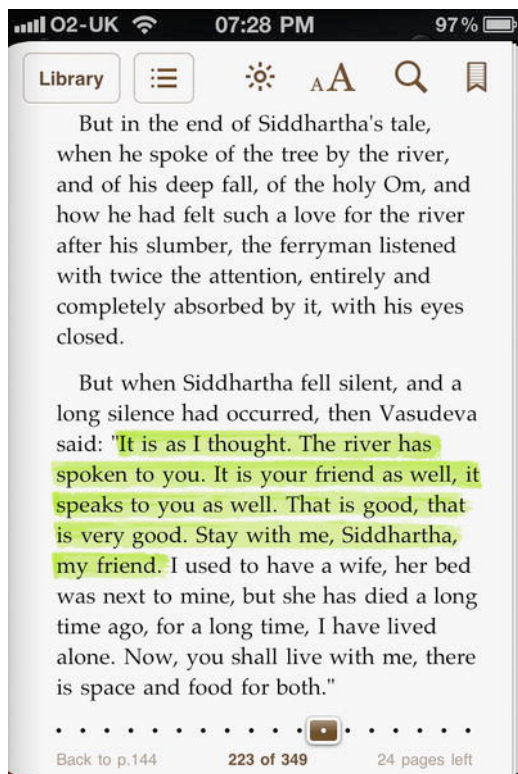 O2-UK 07:28 PM 97%
Library AA
But in the end of Siddhartha's tale,
when he spoke of the tree by the river,
and of his deep fall, of the holy Om, and
how he had felt such a love for the river
after his slumber, the ferryman listened
with twice the attention, entirely and
completely absorbed by it, with his eyes
closed.
But when Siddhartha fell silent, and a
long silence had occurred, then Vasudeva
said: "It is as I thought. The river has
spoken to you. It is your friend as well, it
speaks to you as well. That is good, that
is very good. Stay with me, Siddhartha,
my friend. I used to have a wife, her bed
was next to mine, but she has died a long
time ago, for a long time, I have lived
alone. Now, you shall live with me, there
is space and food for both."
Back to p.144 223 of 349 24 pages left